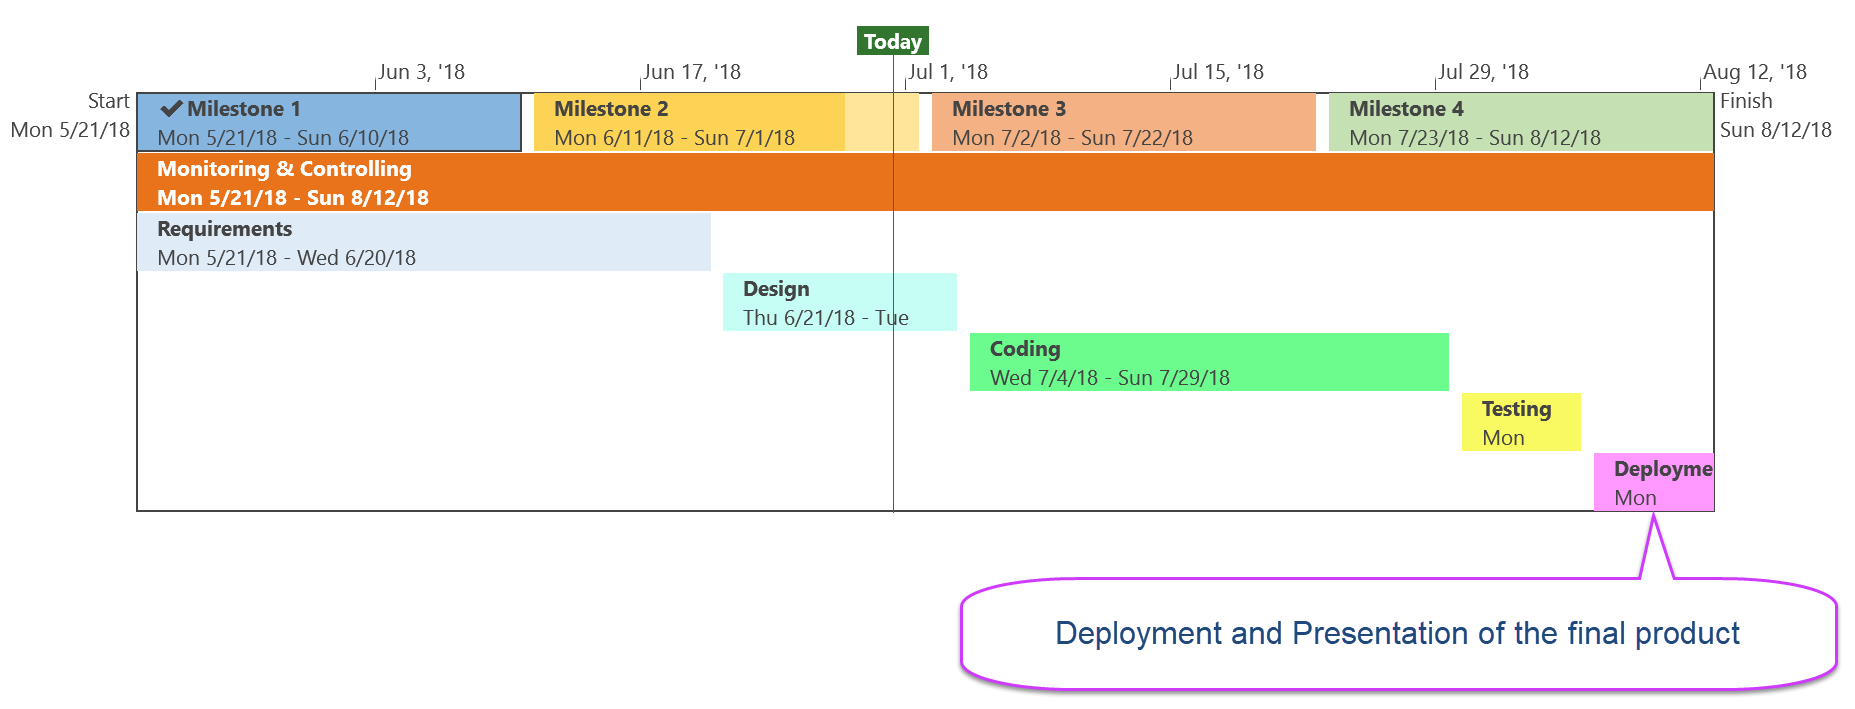 Today
Jun 3, '18
Jun 17, '18
Jul 1, '18
Jul 15, '18
Jul 29, '18
Aug 12, '18
Start
Mon 5/21/18
✔ Milestone 1
Mon 5/21/18 - Sun 6/10/18
Milestone 2
Mon 6/11/18 - Sun 7/1/18
Milestone 3
Mon 7/2/18 - Sun 7/22/18
Milestone 4
Mon 7/23/18 - Sun 8/12/18
Finish
Sun 8/12/18
Monitoring & Controlling
Mon 5/21/18 - Sun 8/12/18
Requirements
Mon 5/21/18 - Wed 6/20/18
Design
Thu 6/21/18 - Tue
Coding
Wed 7/4/18 - Sun 7/29/18
Testing
Mon
Deployme
Mon
Deployment and Presentation of the final product